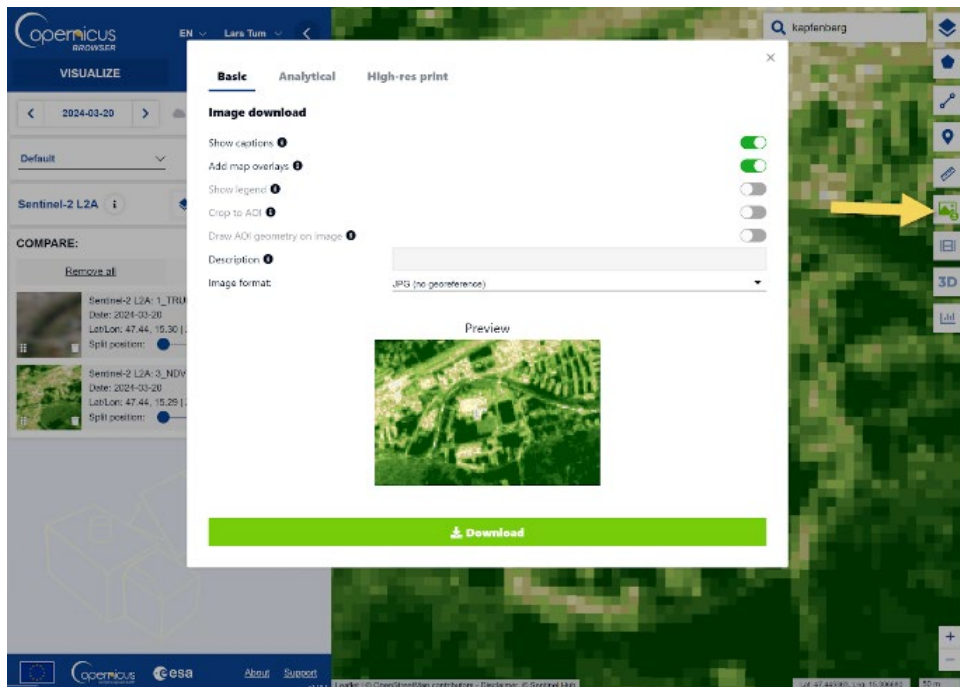 Copernicus
BROWSER
EN
Lars Tum
VISUALIZE
2024-03-20
Default
Sentinel-2 L2A
COMPARE:
Remove all
Sentinel-2 L2A: 1_TRU
Date: 2024-03-20
Lat/Lon: 47.44, 15.30 |
Split position:
Sentinel-2 L2A: 3_NDV
Date: 2024-03-20
Lat/Lon: 47.44, 15.29 |
Split position:
Copernicus
esa
About
Support
Basic
Analytical
High-res print
Image download
Show captions
Add map overlays
Show legend
Crop to AOI
Draw AOI geometry on image
Description
Image format:
JPG (no georeference)
Preview
Download
kapfenberg
3D
Leaflet | © OpenStreetMap contributors - Disclaimer, © Sentinel Hub
50 m